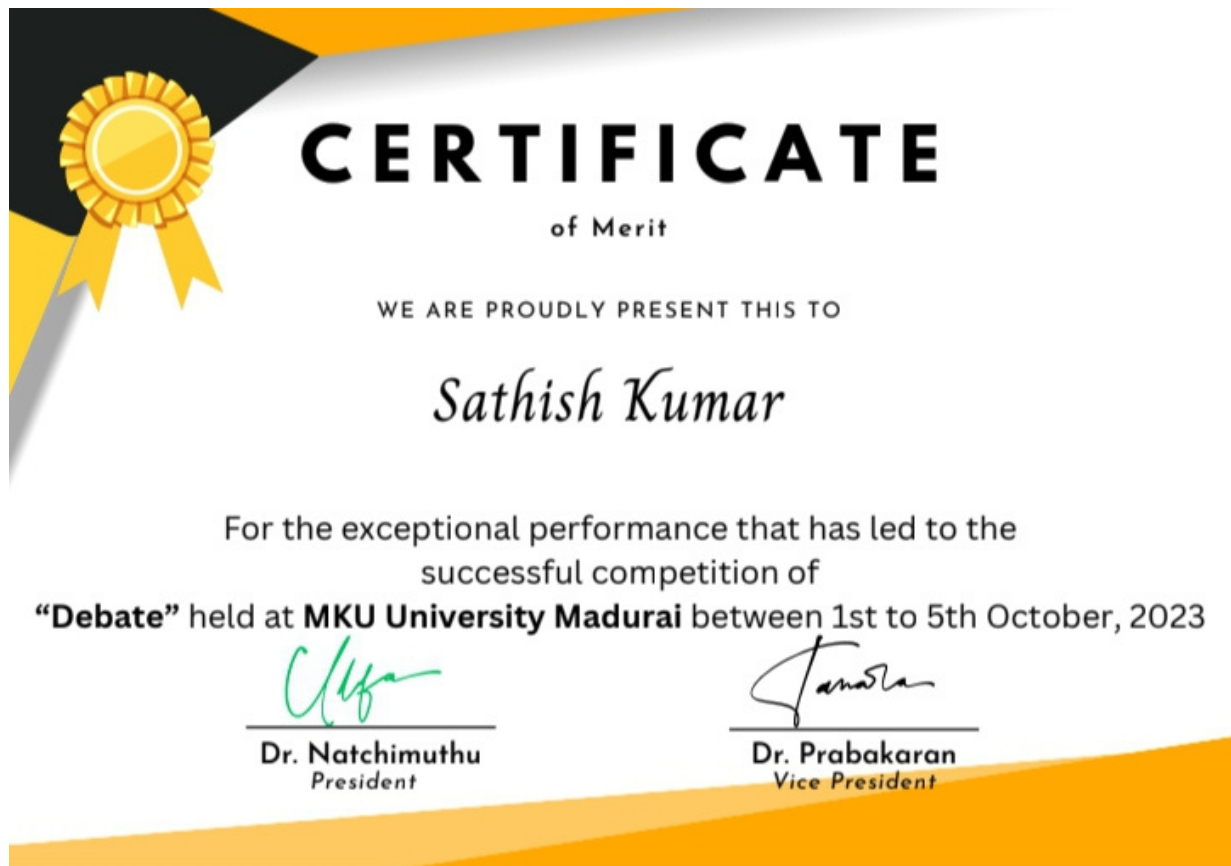 CERTIFICATE
of Merit
WE ARE PROUDLY PRESENT THIS TO
Sathish Kumar
For the exceptional performance that has led to the
successful competition of
“Debate” held at MKU University Madurai between 1st to 5th October, 2023
Dr. Natchimuthu
President
Dr. Prabakaran
Vice President